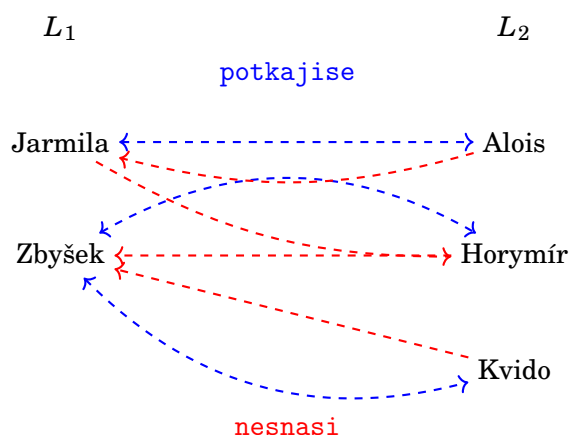 L₁ L₂
potkajise
Jarmila Alois
Zbyšek Horymír
Kvido
nesnasi